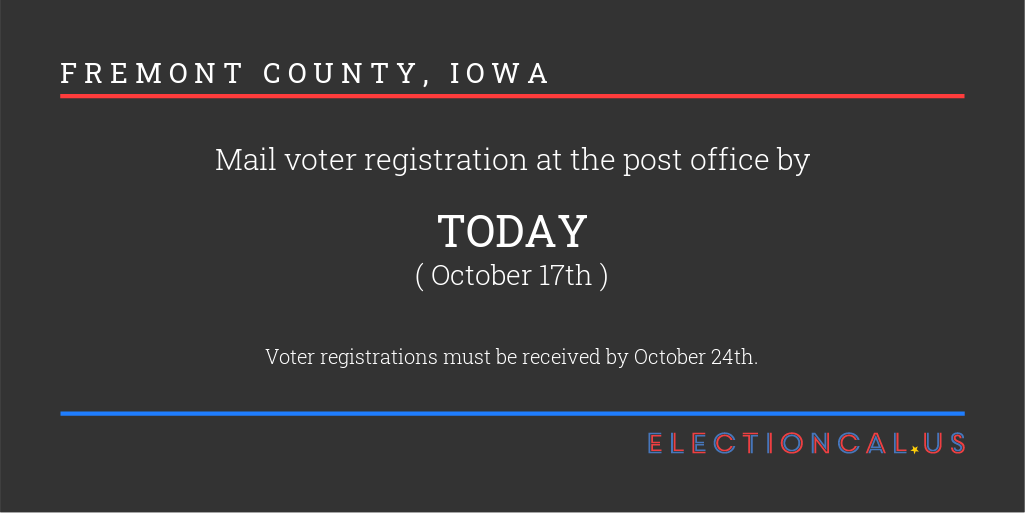 FREMONT COUNTY, IOWA
Mail voter registration at the post office by
TODAY
( October 17th )
Voter registrations must be received by October 24th.
ELECTIONCAL.US